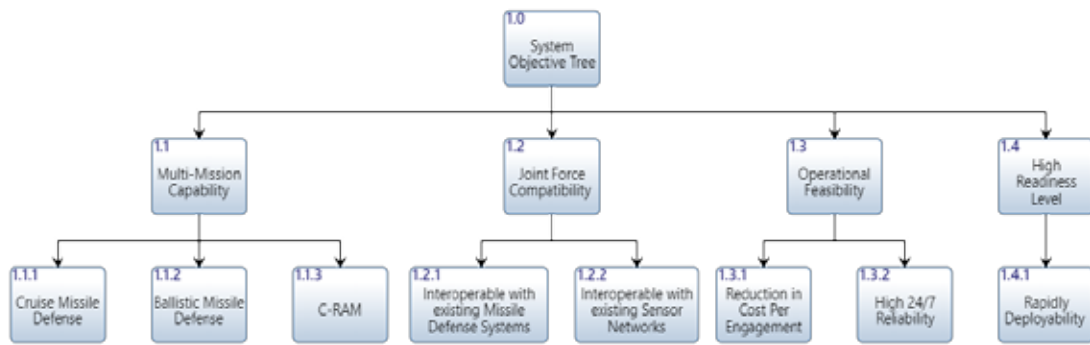 1.0
System
Objective Tree
1.1
Multi-Mission
Capability
1.2
Joint Force
Compatibility
1.3
Operational
Feasibility
1.4
High
Readiness
Level
1.1.1
Cruise Missile
Defense
1.1.2
Ballistic Missile
Defense
1.1.3
C-RAM
1.2.1
Interoperable with
existing Missile
Defense Systems
1.2.2
Interoperable with
existing Sensor
Networks
1.3.1
Reduction in
Cost Per
Engagement
1.3.2
High 24/7
Reliability
1.4.1
Rapidly
Deployability